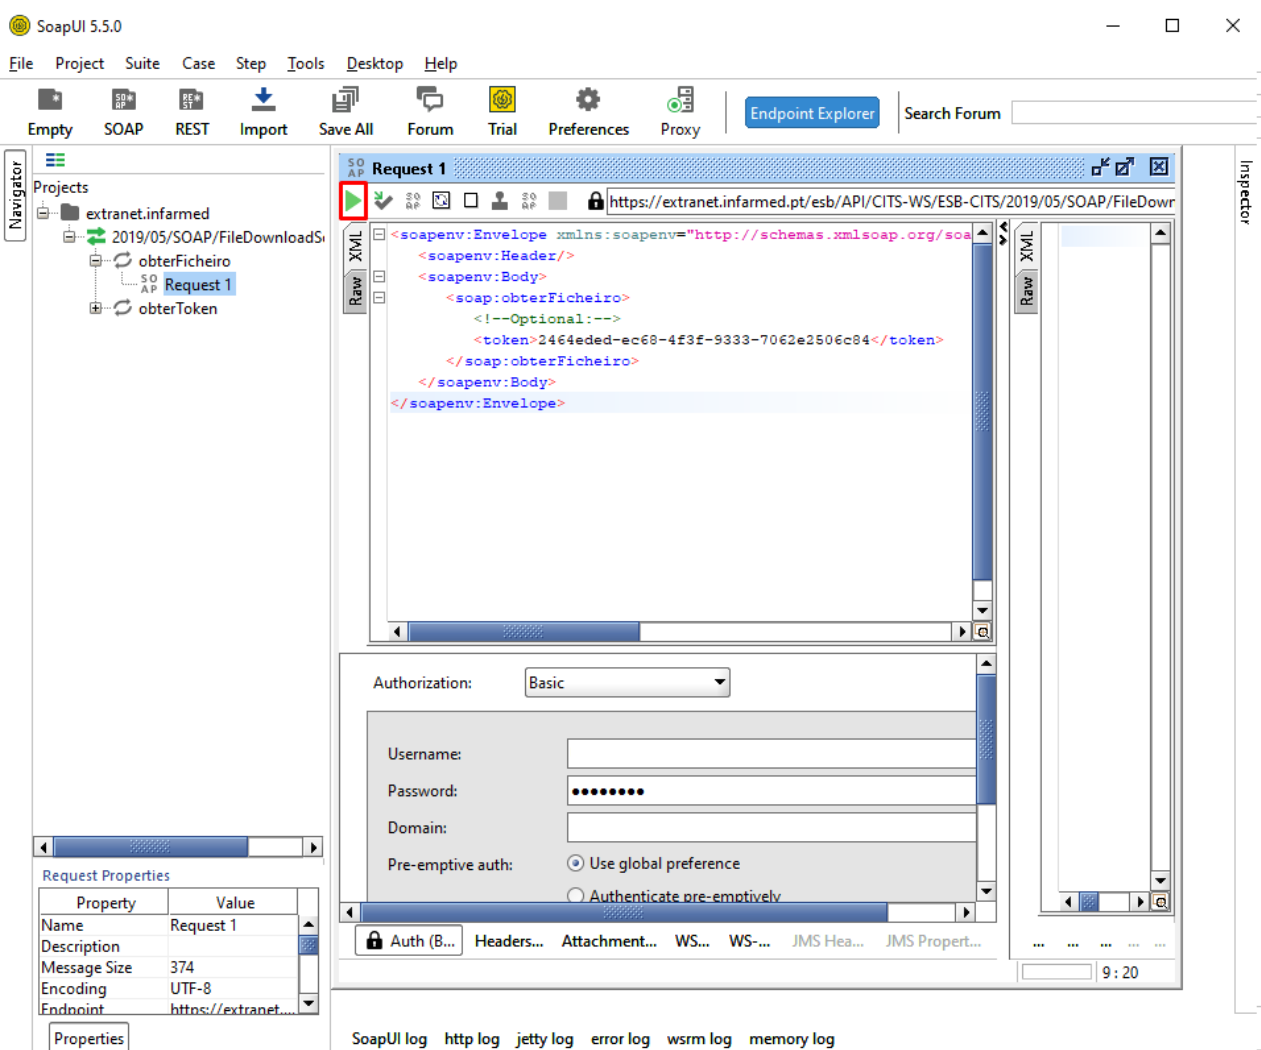 SoapUI 5.5.0
File Project Suite Case Step Tools Desktop Help
Empty SOAP REST Import Save All Forum Trial Preferences Proxy Endpoint Explorer Search Forum
Navigator
Projects
extranet.infarmed
2019/05/SOAP/FileDownloadS
obterFicheiro
SOAP Request 1
obterToken
SOAP Request 1
https://extranet.infarmed.pt/esb/API/CITS-WS/ESB-CITS/2019/05/SOAP/FileDown
XML
Raw
<soapenv:Envelope xmlns:soapenv="http://schemas.xmlsoap.org/soa
<soapenv:Header/>
<soapenv:Body>
<soap:obterFicheiro>
<!--Optional:-->
<token>2464eded-ec68-4f3f-9333-7062e2506c84</token>
</soap:obterFicheiro>
</soapenv:Body>
</soapenv:Envelope>
XML
Raw
Inspector
Authorization: Basic
Username:
Password: ●●●●●●●●
Domain:
Pre-emptive auth: Use global preference
Authenticate pre-emptively
Auth (B... Headers... Attachment... WS... WS-... JMS Hea... JMS Propert...
... ... ... ... ...
9 : 20
Request Properties
Property Value
Name Request 1
Description
Message Size 374
Encoding UTF-8
Endpoint https://extranet....
Properties
SoapUI log http log jetty log error log wsrm log memory log